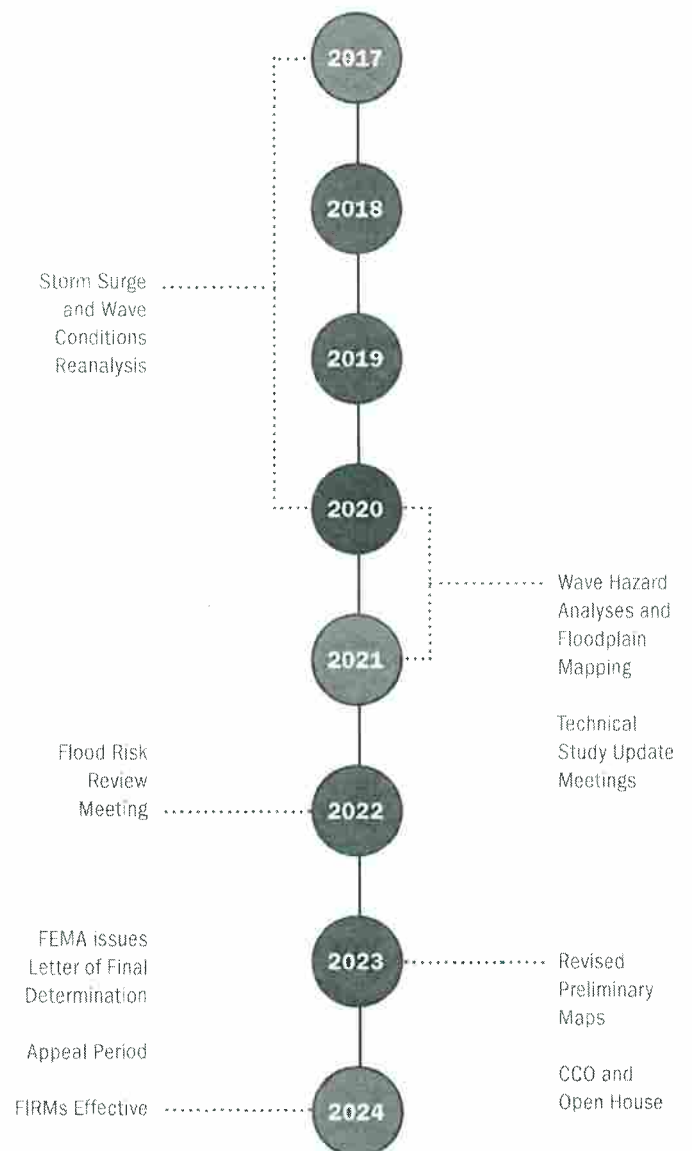 2017
2018
Storm Surge
and Wave
Conditions
Reanalysis
2019
2020
Wave Hazard
Analyses and
Floodplain
Mapping
2021
Technical
Study Update
Meetings
Flood Risk
Review
Meeting
2022
FEMA issues
Letter of Final
Determination
2023
Revised
Preliminary
Maps
Appeal Period
CCO and
Open House
FIRMs Effective
2024